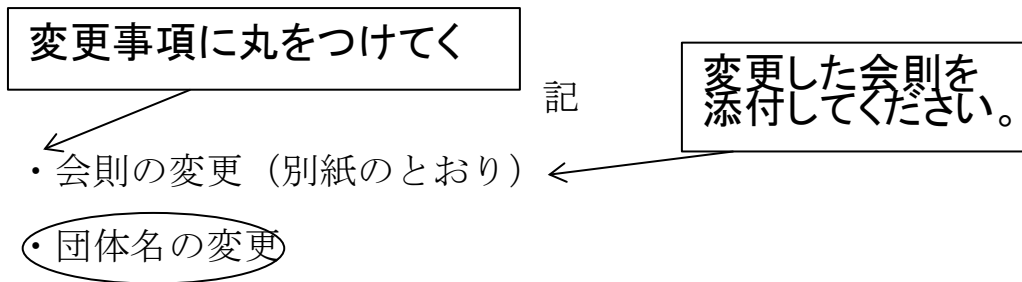 変更事項に丸をつけてく
変更した会則を
添付してください。
記
・会則の変更（別紙のとおり）
・団体名の変更